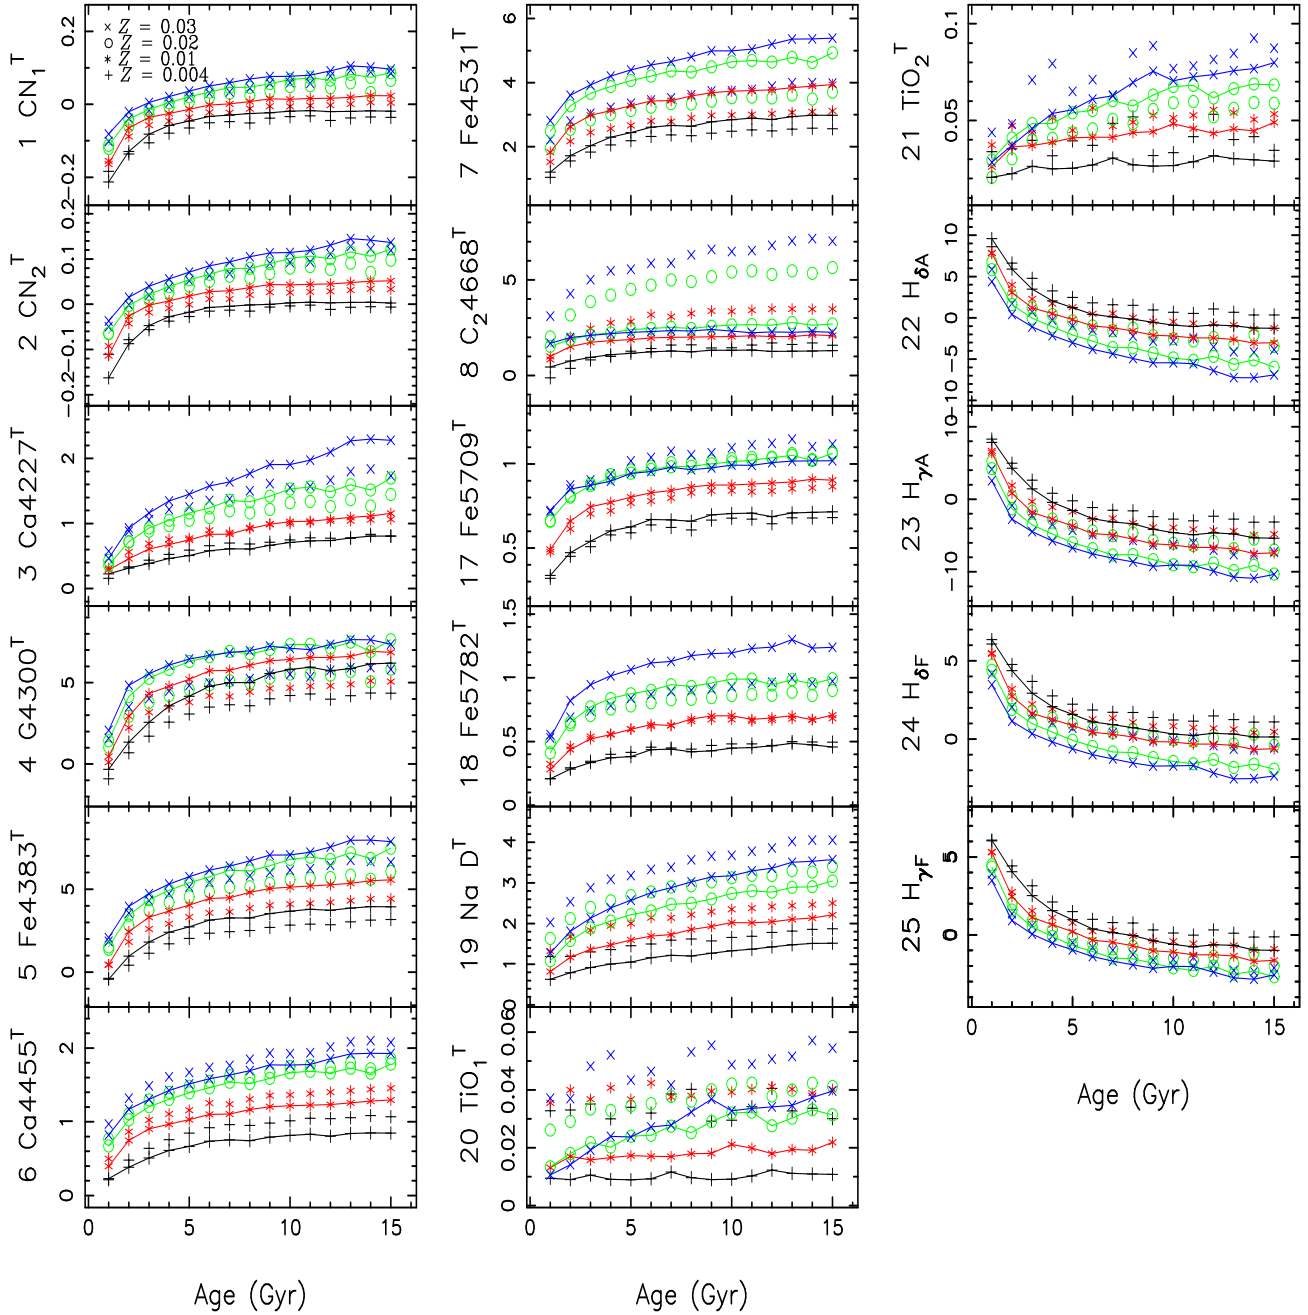 × Z = 0.03
○ Z = 0.02
* Z = 0.01
+ Z = 0.004
1 CN₁ᵀ
0.2
0.1
0
−0.2
2 CN₂ᵀ
0.2
0.1
0
−0.1
−0.2
3 Ca4227ᵀ
2
1
0
4 G4300ᵀ
5
0
5 Fe4383ᵀ
5
0
6 Ca4455ᵀ
2
1
0
0 5 10 15
Age (Gyr)
7 Fe4531ᵀ
6
4
2
8 C₂4668ᵀ
5
0
17 Fe5709ᵀ
1
0.5
18 Fe5782ᵀ
1.5
1
0.5
0
19 Na Dᵀ
4
3
2
1
0
20 TiO₁ᵀ
0.06
0.04
0.02
0
0 5 10 15
Age (Gyr)
21 TiO₂ᵀ
0.1
0.05
22 HδA
10
5
0
−5
−10
23 HγA
10
0
−10
24 HδF
5
0
25 HγF
5
0
0 5 10 15
Age (Gyr)